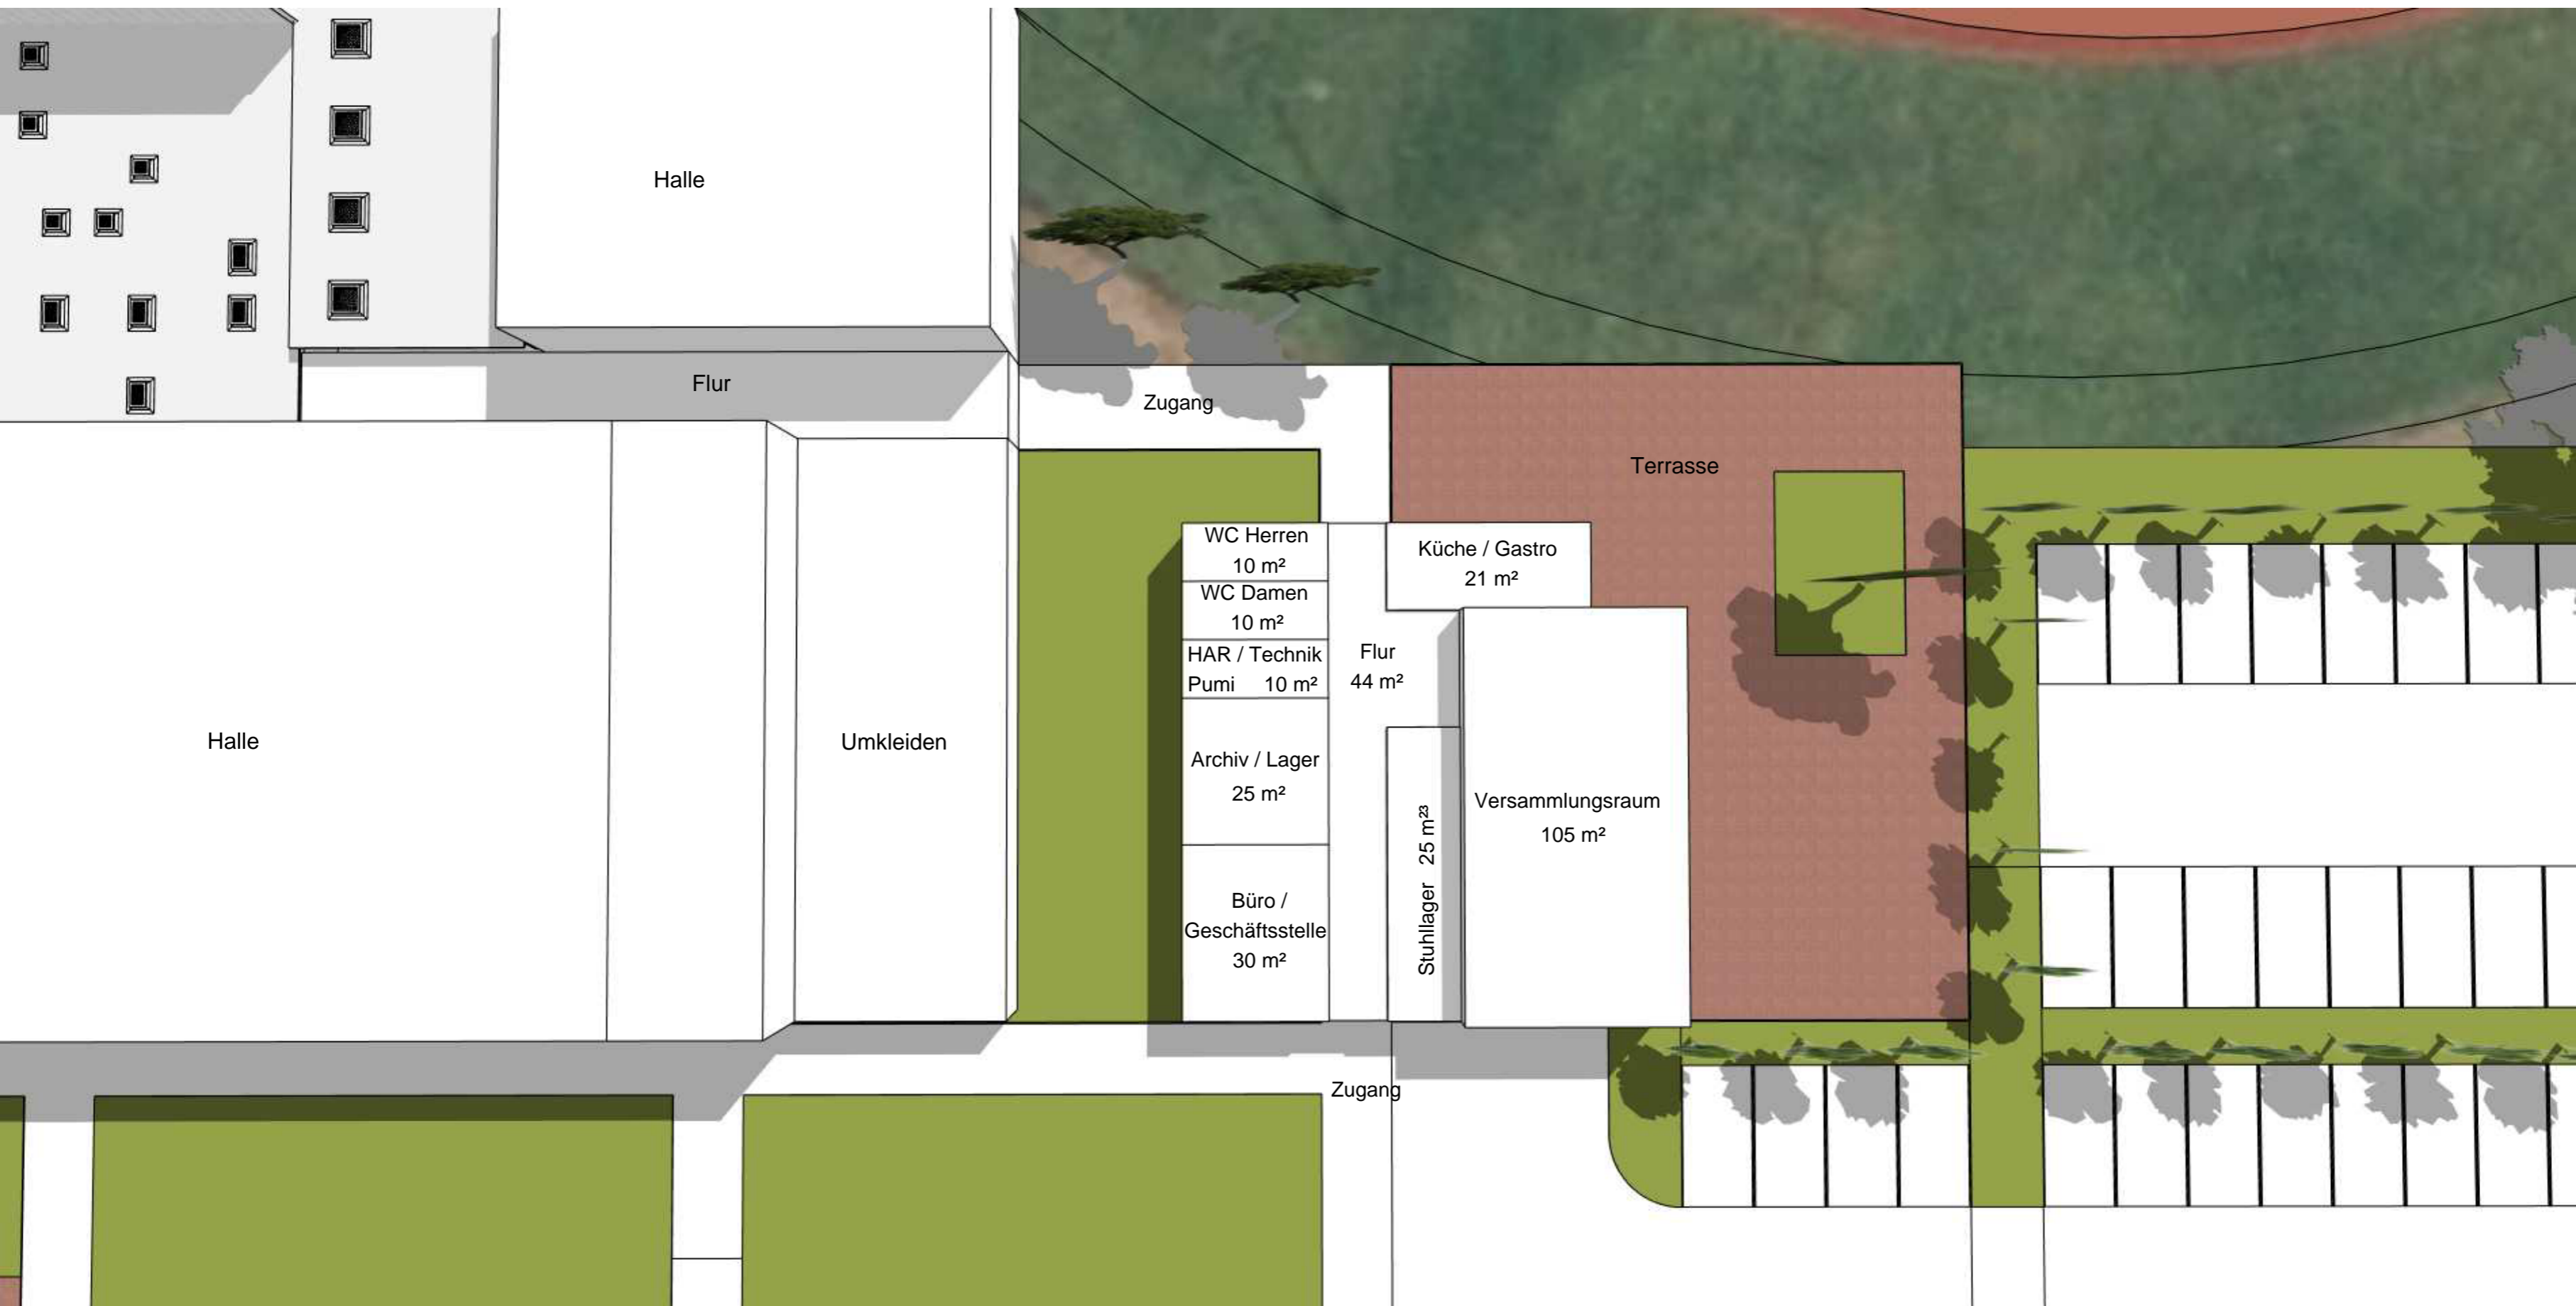 Halle
Flur
Zugang
Terrasse
WC Herren
10 m²
WC Damen
10 m²
HAR / Technik
Pumi 10 m²
Archiv / Lager
25 m²
Büro /
Geschäftsstelle
30 m²
Küche / Gastro
21 m²
Flur
44 m²
Stuhllager 25 m²³
Versammlungsraum
105 m²
Halle
Umkleiden
Zugang